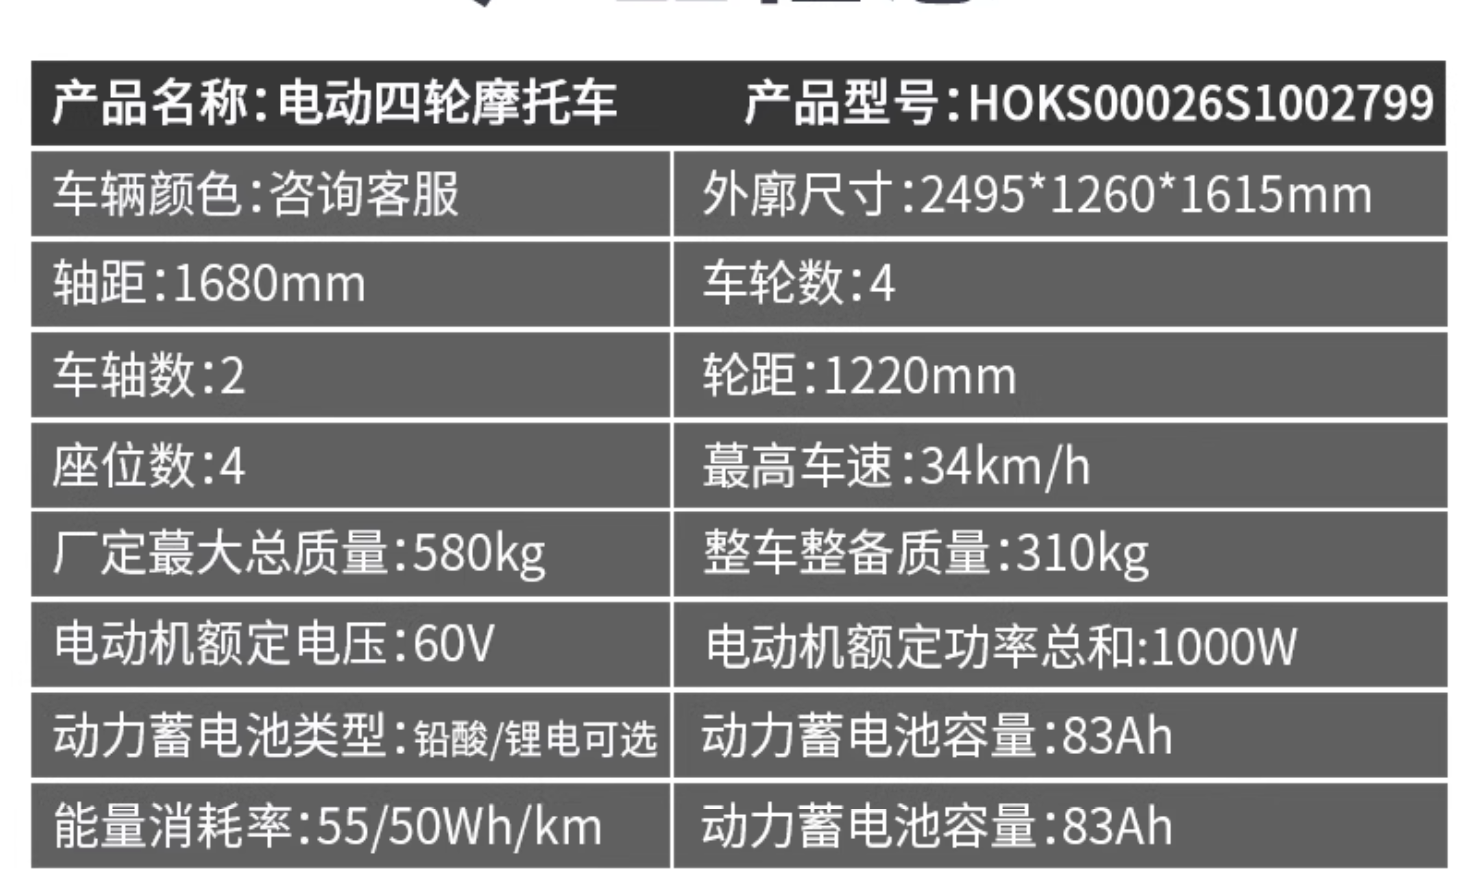 产品名称:电动四轮摩托车 产品型号:HOKS00026S1002799
车辆颜色:咨询客服 外廓尺寸:2495*1260*1615mm
轴距:1680mm 车轮数:4
车轴数:2 轮距:1220mm
座位数:4 蕞高车速:34km/h
厂定蕞大总质量:580kg 整车整备质量:310kg
电动机额定电压:60V 电动机额定功率总和:1000W
动力蓄电池类型:铅酸/锂电可选 动力蓄电池容量:83Ah
能量消耗率:55/50Wh/km 动力蓄电池容量:83Ah